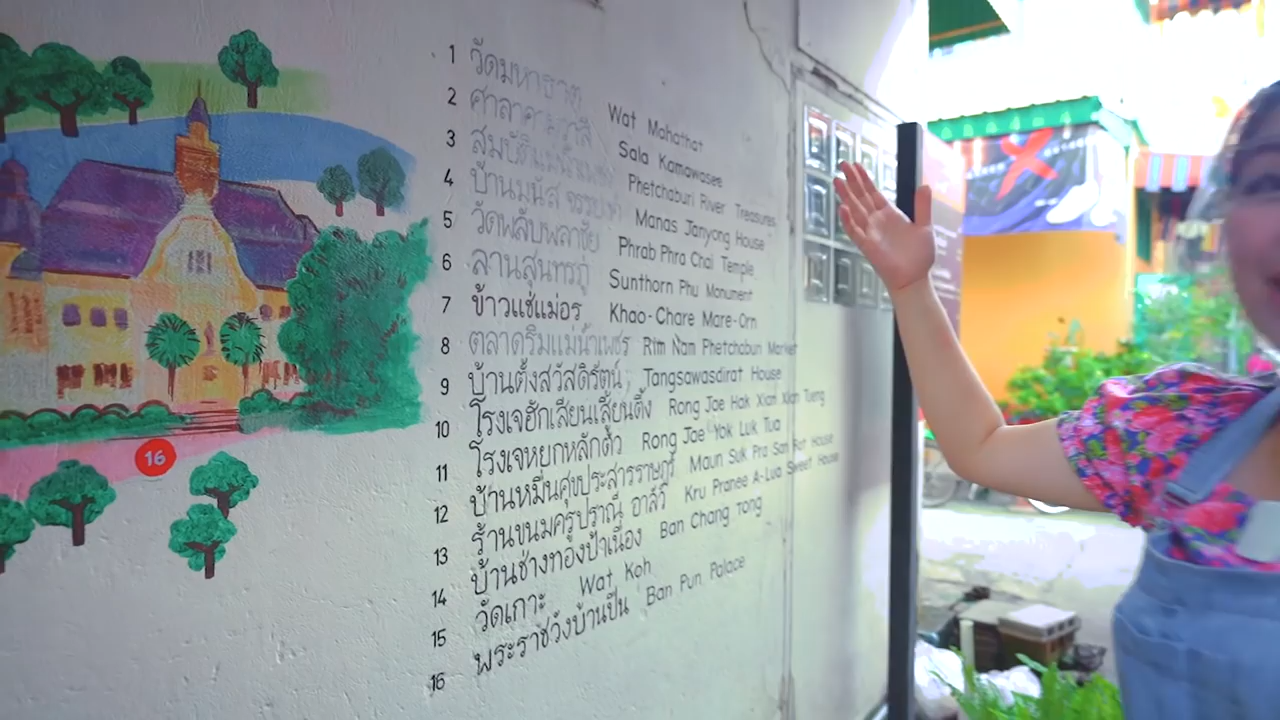 1 วัดมหาธาตุ Wat Mahathat
2 ศาลาคามวาสี Sala Kamawasee
3 สมบัติแม่น้ำเพชร Phetchaburi River Treasures
4 บ้านมนัส จรรยงค์ Manas Janyong House
5 วัดพลับพลาชัย Phrab Phra Chai Temple
6 ลานสุนทรภู่ Sunthorn Phu Monument
7 ข้าวแช่แม่อร Khao-Chare Mare-Orn
8 ตลาดริมแม่น้ำเพชร Rim Nam Phetchaburi Market
9 บ้านตั้งสวัสดิรัตน์ Tangsawasdirat House
10 โรงเจฮักเลี้ยนเสี้ยนตึ๊ง Rong Jae Hak Xian Xian Tueng
11 โรงเจหยกหลักตั้ว Rong Jae Yok Luk Tua
12 บ้านหมื่นศุขประสารราษฎร์ Maun Suk Pra San Rat House
13 ร้านขนมครูปราณี อาลัวี Kru Pranee A-Lua Sweet House
14 บ้านช่างทองป้าเนื่อง Ban Chang Tong
15 วัดเกาะ Wat Koh
16 พระราชวังบ้านปืน Ban Pun Palace
16